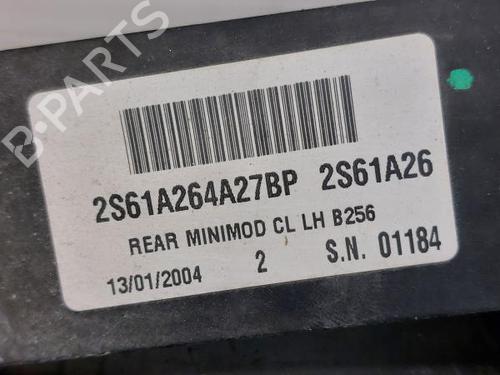 B-PARTS
2S61A264A27BP 2S61A26
REAR MINIMOD CL LH B256
13/01/2004 2 S.N. 01184